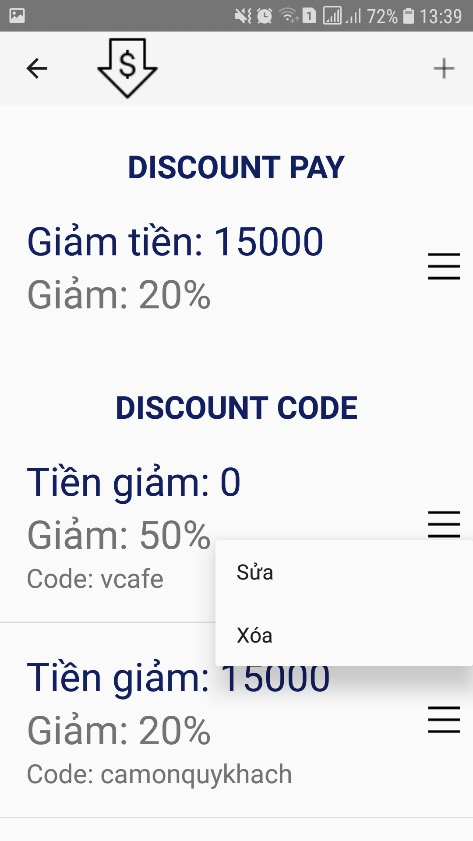 1 72% 13:39
$
DISCOUNT PAY
Giảm tiền: 15000
Giảm: 20%
DISCOUNT CODE
Tiền giảm: 0
Giảm: 50%
Code: vcafe
Sửa
Xóa
Tiền giảm: 15000
Giảm: 20%
Code: camonquykhach